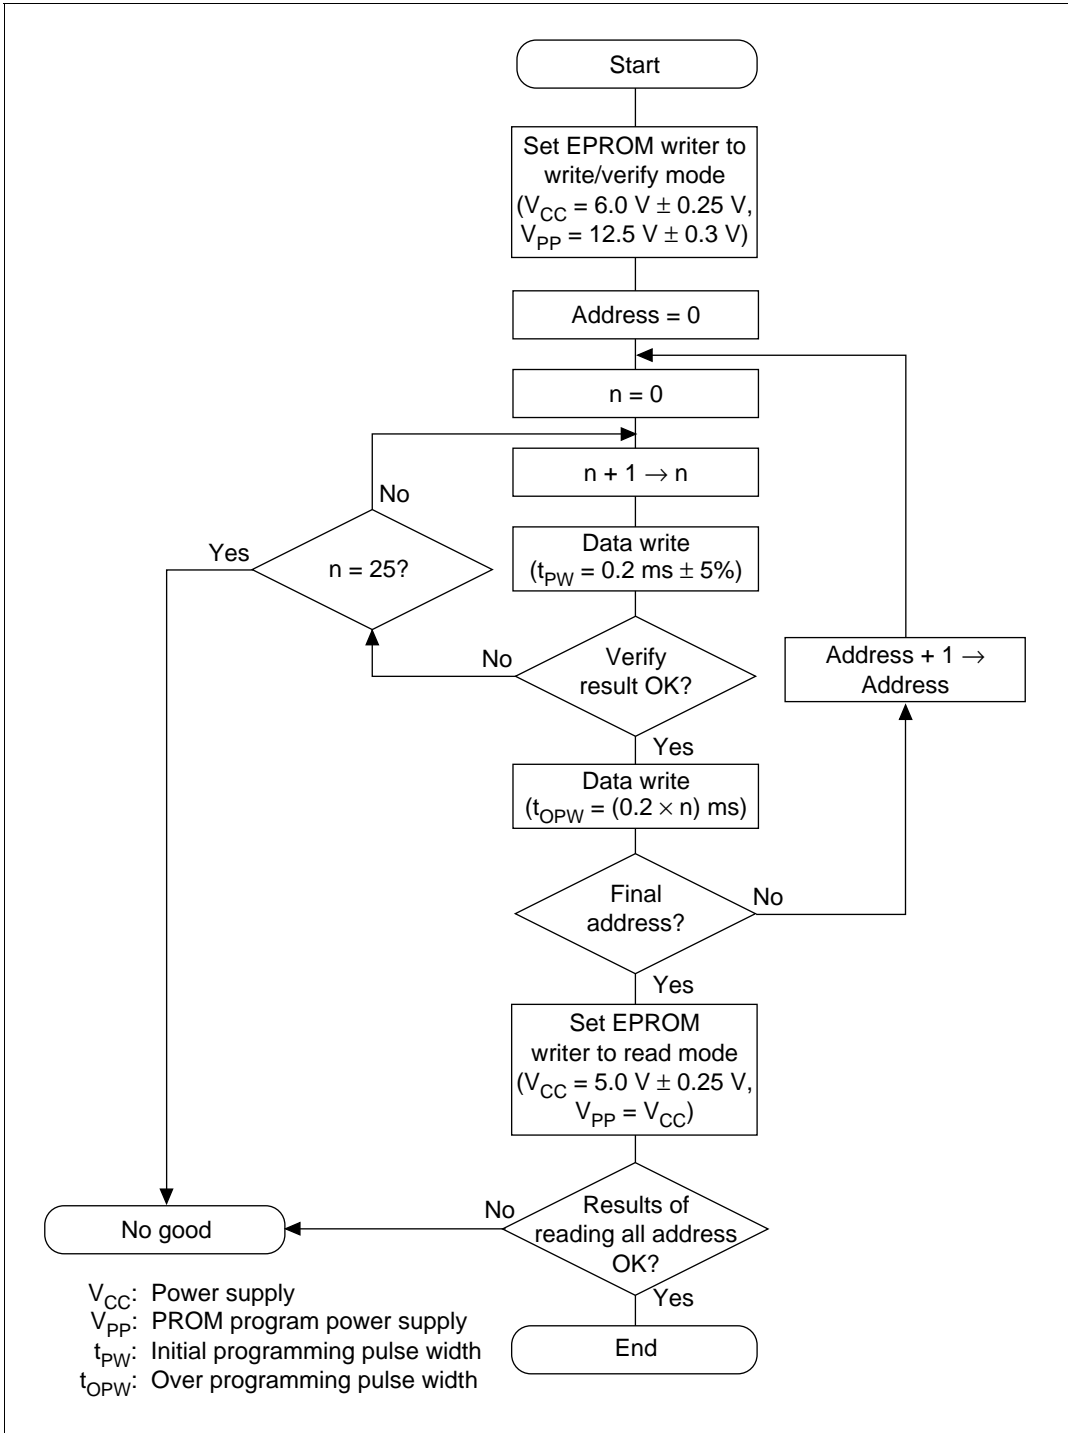 Start
Set EPROM writer to
write/verify mode
(VCC = 6.0 V ± 0.25 V,
VPP = 12.5 V ± 0.3 V)
Address = 0
n = 0
n + 1 → n
No
Yes
n = 25?
Data write
(tPW = 0.2 ms ± 5%)
No
Verify
result OK?
Address + 1 →
Address
Yes
Data write
(tOPW = (0.2 × n) ms)
Final
address?
No
Yes
Set EPROM
writer to read mode
(VCC = 5.0 V ± 0.25 V,
VPP = VCC)
No
Results of
reading all address
OK?
No good
Yes
End
VCC: Power supply
VPP: PROM program power supply
tPW: Initial programming pulse width
tOPW: Over programming pulse width